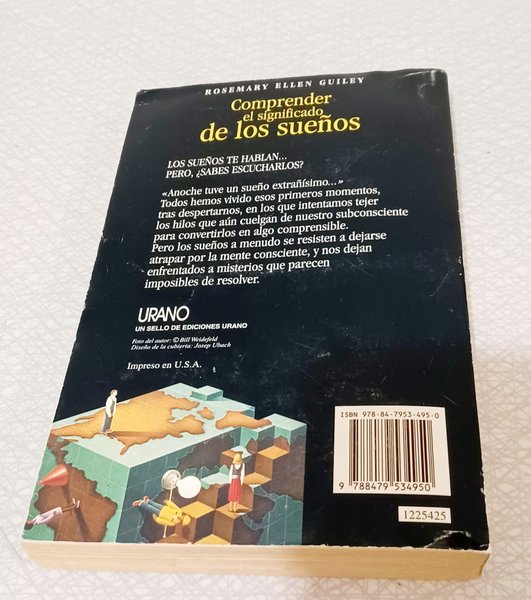 ROSEMARY ELLEN GUILEY
Comprender
el significado
de los sueños
LOS SUEÑOS TE HABLAN...
PERO, ¿SABES ESCUCHARLOS?
«Anoche tuve un sueño extrañísimo...»
Todos hemos vivido esos primeros momentos,
tras despertarnos, en los que intentamos tejer
los hilos que aún cuelgan de nuestro subconsciente
para convertirlos en algo comprensible.
Pero los sueños a menudo se resisten a dejarse
atrapar por la mente consciente, y nos dejan
enfrentados a misterios que parecen
imposibles de resolver.
URANO
UN SELLO DE EDICIONES URANO
Foto del autor: © Bill Weidefeld
Diseño de la cubierta: Josep Ubach
Impreso en U.S.A.
ISBN 978-84-7953-495-0
9 788479 534950
1225425